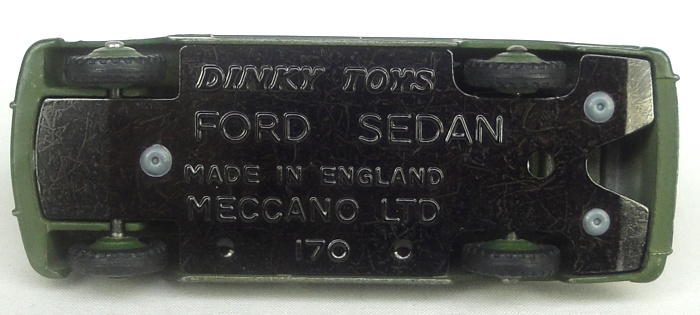 DINKY TOYS
FORD SEDAN
MADE IN ENGLAND
MECCANO LTD
170